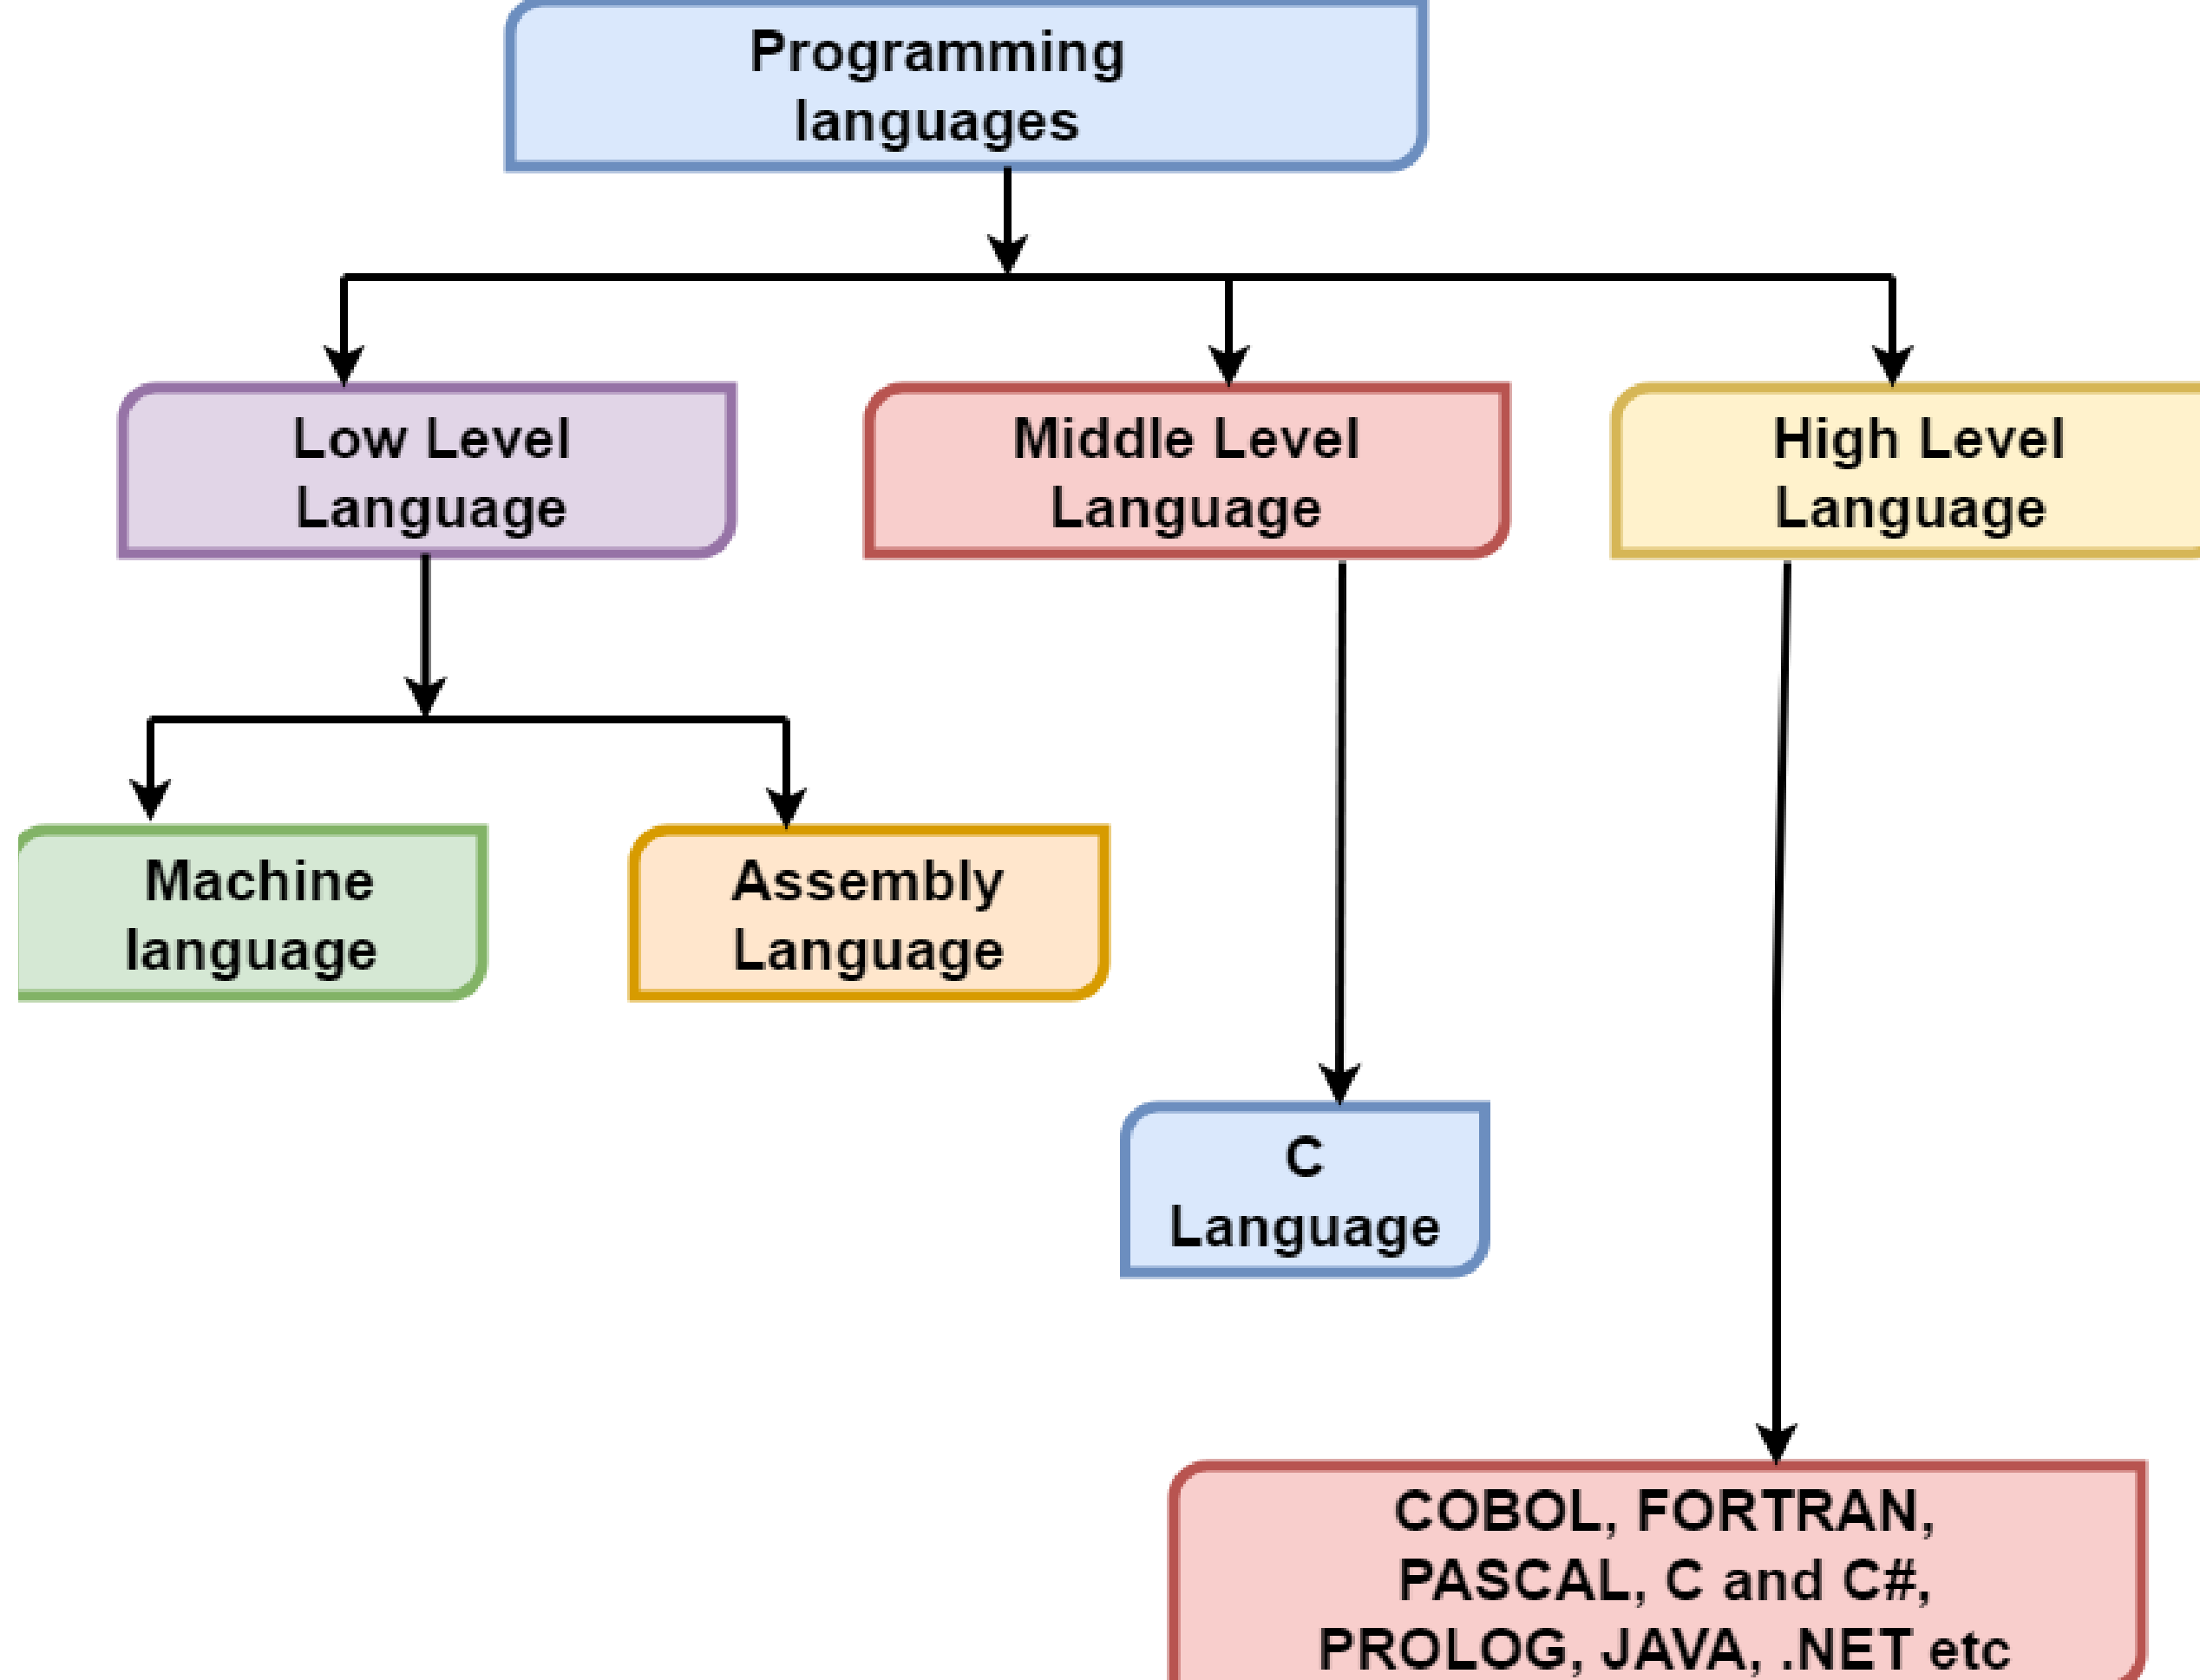 Programming
languages
Low Level
Language
Middle Level
Language
High Level
Language
Machine
language
Assembly
Language
C
Language
COBOL, FORTRAN,
PASCAL, C and C#,
PROLOG, JAVA, .NET etc